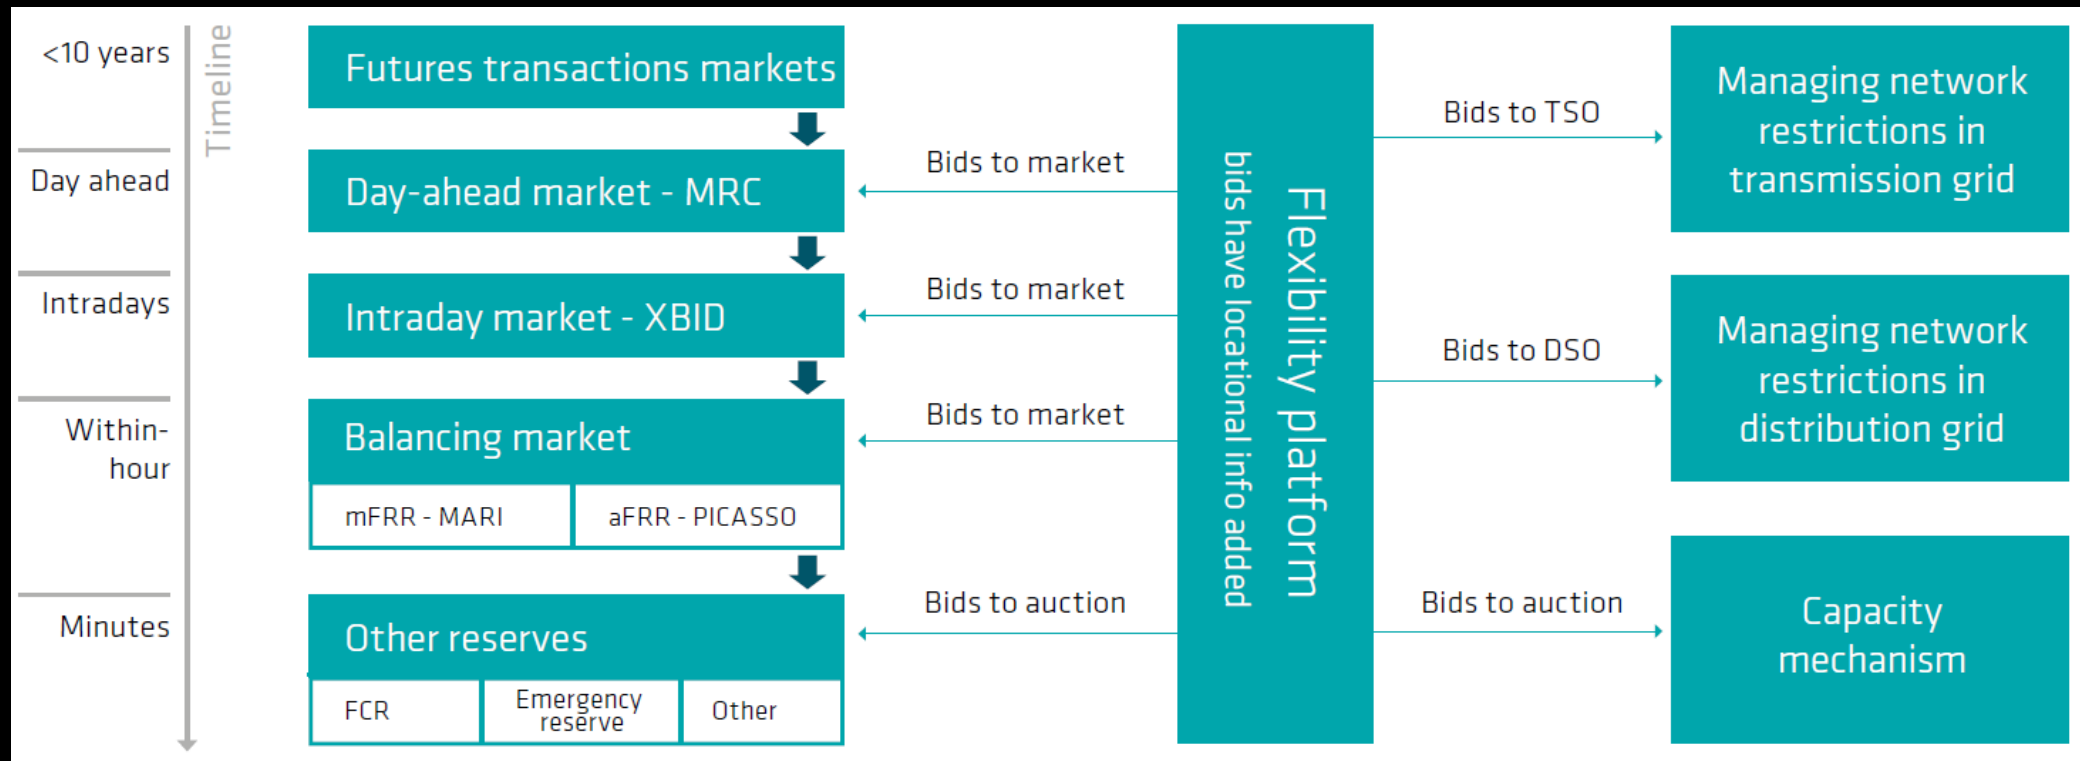 <10 years
Timeline
Day ahead
Intradays
Within-
hour
Minutes
Futures transactions markets
Day-ahead market - MRC
Intraday market - XBID
Balancing market
mFRR - MARI
aFRR - PICASSO
Other reserves
FCR
Emergency
reserve
Other
Bids to market
Bids to market
Bids to market
Bids to auction
Flexibility platform
bids have locational info added
Bids to TSO
Bids to DSO
Bids to auction
Managing network
restrictions in
transmission grid
Managing network
restrictions in
distribution grid
Capacity
mechanism